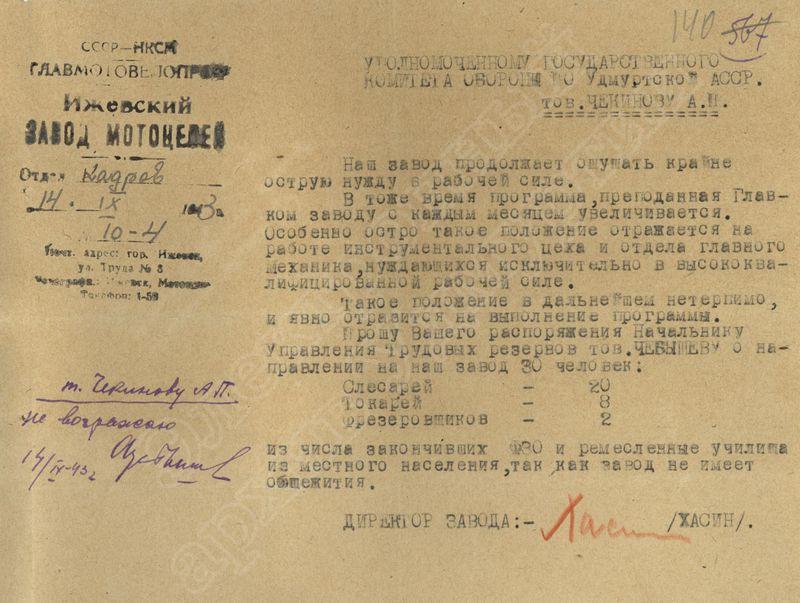 140
567
СССР—НКСМ
ГЛАВМОТОВЕЛОПРОМ
Ижевский
ЗАВОД МОТОЦЕПЕЙ
Отдел Кадров
14. IX 1943.
10-4
Почт. адрес: гор. Ижевск,
ул. Труда № 8
Телеграфн.: Ижевск, Мотоцепь
Телефон: 1-58
УПОЛНОМОЧЕННОМУ ГОСУДАРСТВЕННОГО
КОМИТЕТА ОБОРОНЫ ПО Удмуртской АССР.
тов. ЧЕКИНОВУ А.П.
Наш завод продолжает ощущать крайне
острую нужду в рабочей силе.
В тоже время программа,преподанная Глав-
ком заводу с каждым месяцем увеличивается.
Особенно остро такое положение отражается на
работе инструментального цеха и отдела главного
механика,нуждающихся исключительно в высококва-
лифицированной рабочей силе.
Такое положение в дальнейшем нетерпимо,
и явно отразится на выполнение программы.
Прошу Вашего распоряжения Начальнику
Управления Трудовых резервов тов.ЧЕБЫШЕВУ о на-
правлении на наш завод 30 человек:
Слесарей – 20
Токарей – 8
Фрезеровщиков – 2
из числа закончивших ФЗО и ремесленные училища
из местного населения,так как завод не имеет
общежития.
ДИРЕКТОР ЗАВОДА:- Хасин /ХАСИН/.
т. Чекинову А.П.
не возражаю
14/IX-43г